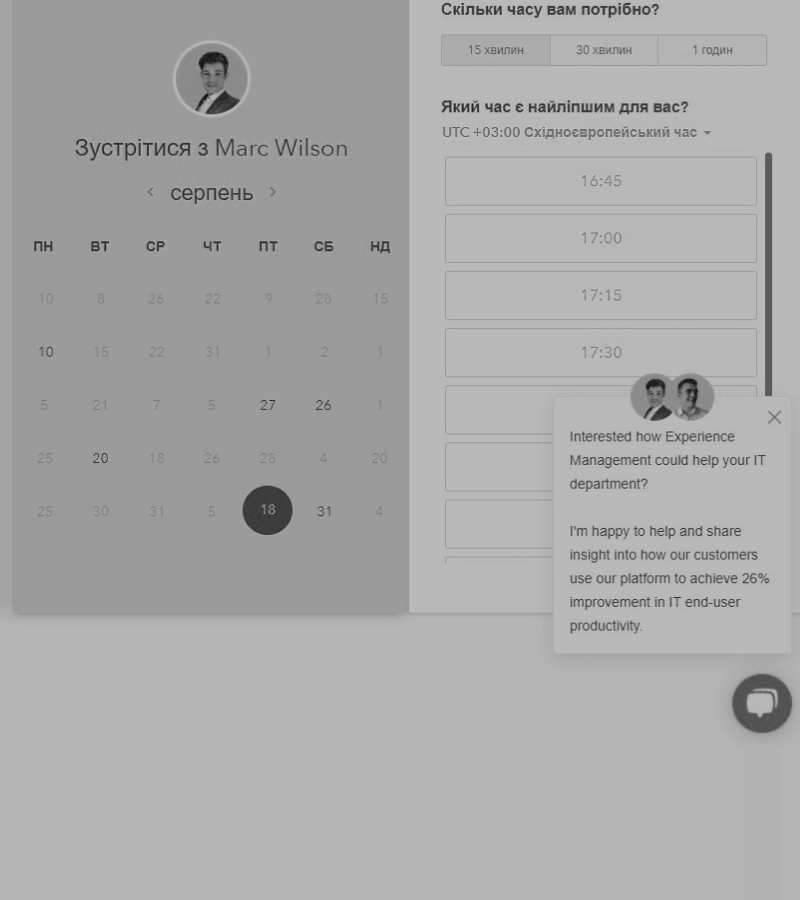 Зустрітися з Marc Wilson
серпень
ПН ВТ СР ЧТ ПТ СБ НД
10 8 26 22 9 28 15
10 15 22 31 1 2 1
5 21 7 5 27 26 1
25 20 18 26 28 4 20
25 30 31 5 18 31 4
Скільки часу вам потрібно?
15 хвилин 30 хвилин 1 годин
Який час є найліпшим для вас?
UTC +03:00 Східноєвропейський час
16:45
17:00
17:15
17:30
Interested how Experience
Management could help your IT
department?
I'm happy to help and share
insight into how our customers
use our platform to achieve 26%
improvement in IT end-user
productivity.